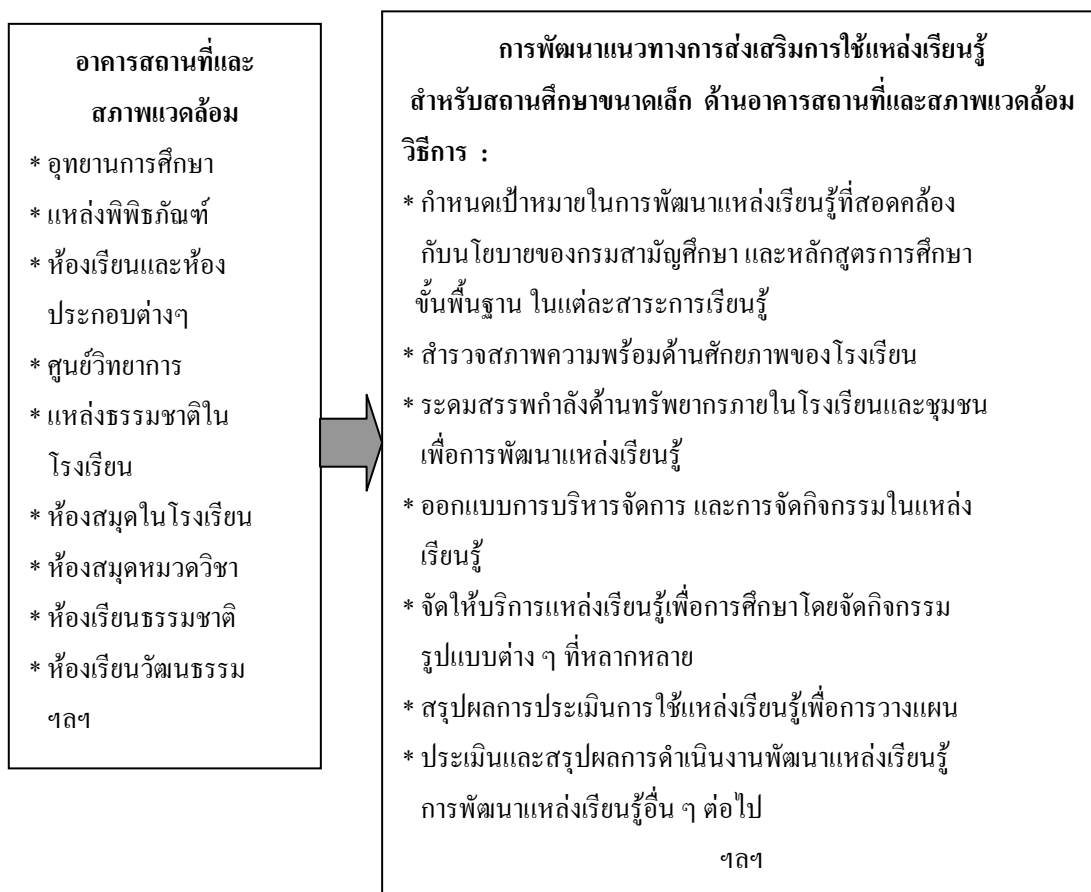 อาคารสถานที่และ
สภาพแวดล้อม
* อุทยานการศึกษา
* แหล่งพิพิธภัณฑ์
* ห้องเรียนและห้อง
ประกอบต่างๆ
* ศูนย์วิทยาการ
* แหล่งธรรมชาติใน
โรงเรียน
* ห้องสมุดในโรงเรียน
* ห้องสมุดหมวดวิชา
* ห้องเรียนธรรมชาติ
* ห้องเรียนวัฒนธรรม
ฯลฯ
การพัฒนาแนวทางการส่งเสริมการใช้แหล่งเรียนรู้
สำหรับสถานศึกษาขนาดเล็ก ด้านอาคารสถานที่และสภาพแวดล้อม
วิธีการ :
* กำหนดเป้าหมายในการพัฒนาแหล่งเรียนรู้ที่สอดคล้อง
กับนโยบายของกรมสามัญศึกษา และหลักสูตรการศึกษา
ขั้นพื้นฐาน ในแต่ละสาระการเรียนรู้
* สำรวจสภาพความพร้อมด้านศักยภาพของโรงเรียน
* ระดมสรรพกำลังด้านทรัพยากรภายในโรงเรียนและชุมชน
เพื่อการพัฒนาแหล่งเรียนรู้
* ออกแบบการบริหารจัดการ และการจัดกิจกรรมในแหล่ง
เรียนรู้
* จัดให้บริการแหล่งเรียนรู้เพื่อการศึกษาโดยจัดกิจกรรม
รูปแบบต่าง ๆ ที่หลากหลาย
* สรุปผลการประเมินการใช้แหล่งเรียนรู้เพื่อการวางแผน
* ประเมินและสรุปผลการดำเนินงานพัฒนาแหล่งเรียนรู้
การพัฒนาแหล่งเรียนรู้อื่น ๆ ต่อไป
ฯลฯ